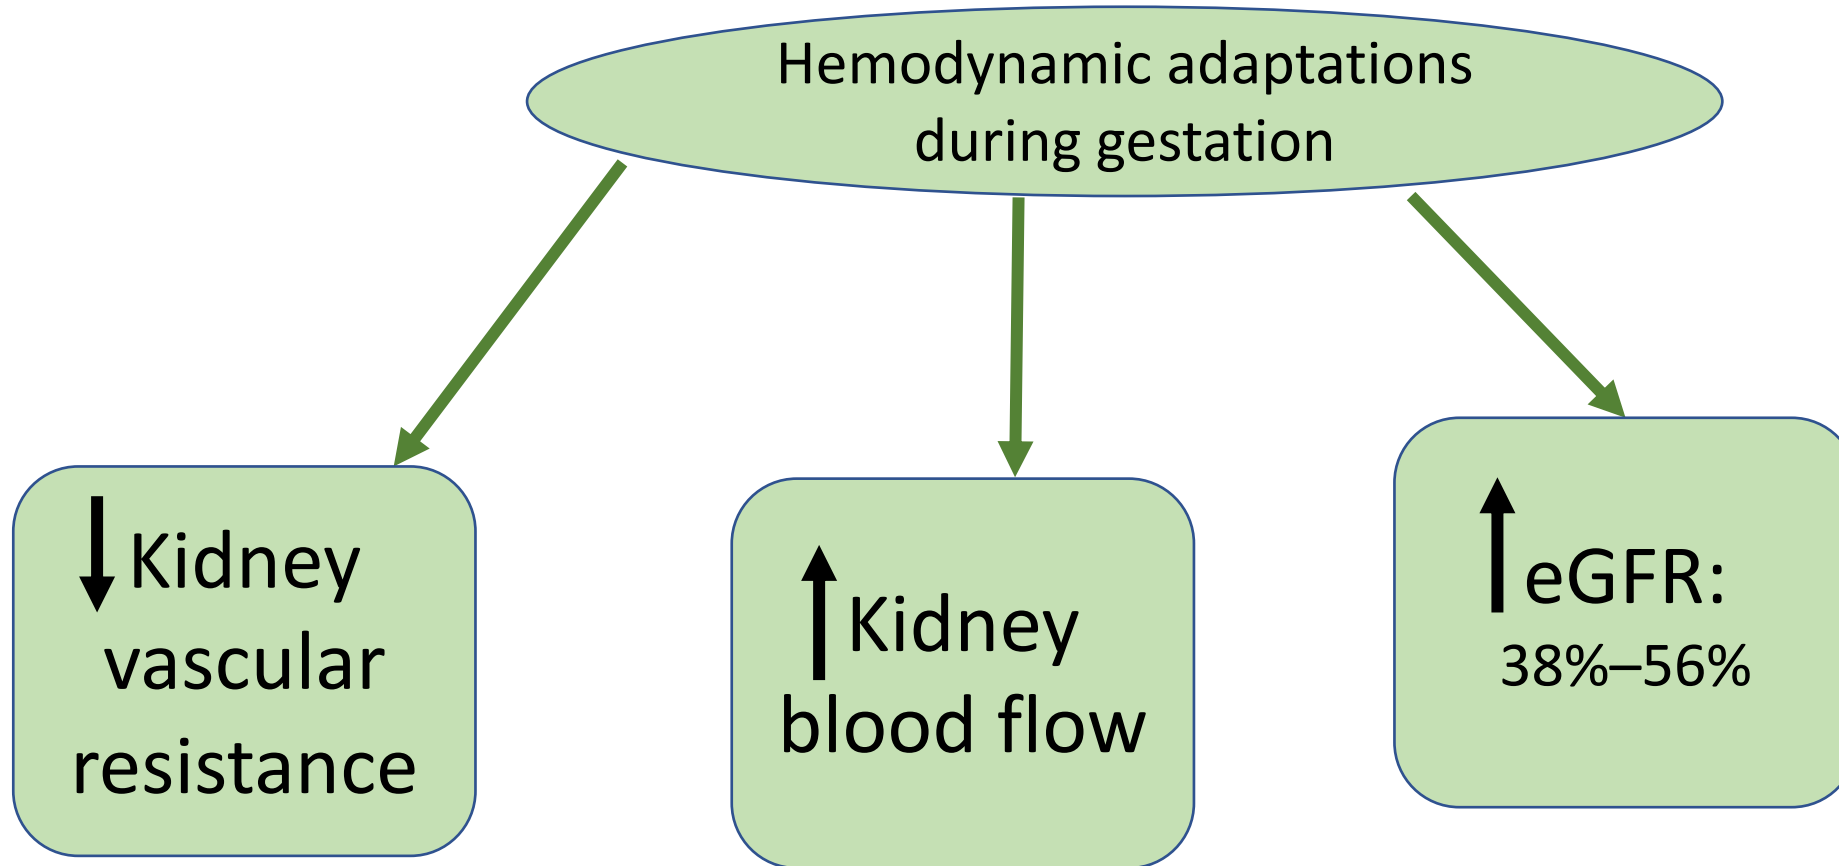 Hemodynamic adaptations
during gestation
Kidney
vascular
resistance
Kidney
blood flow
eGFR:
38%–56%